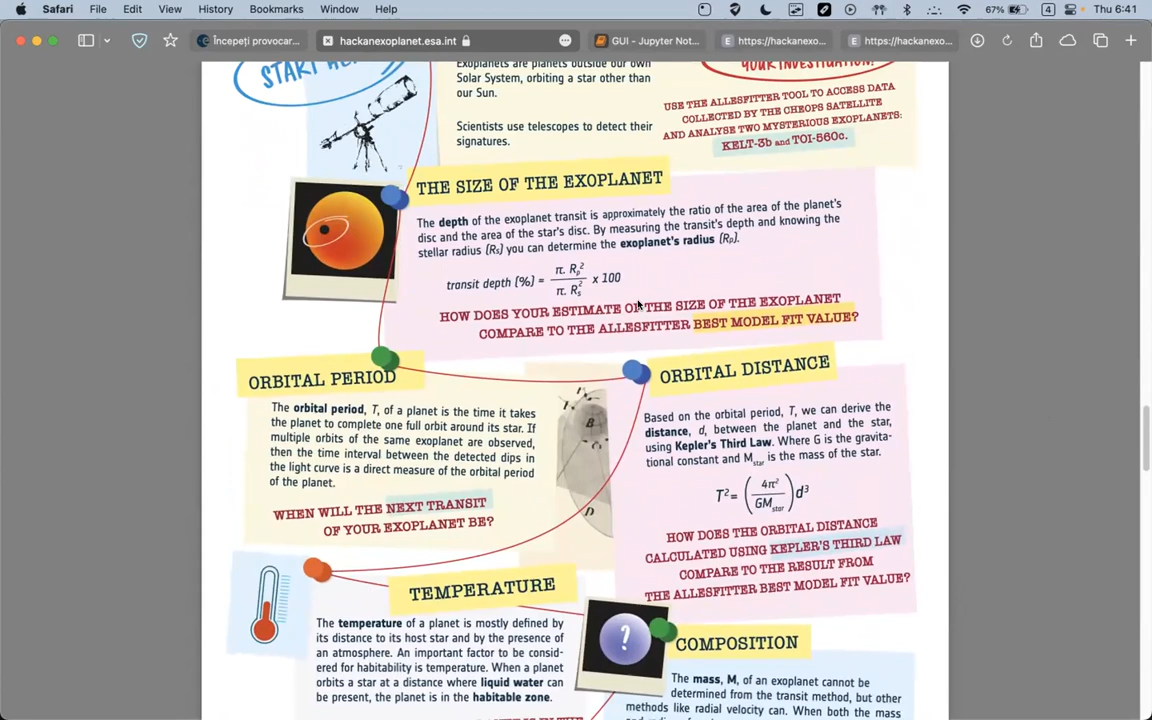 Safari File Edit View History Bookmarks Window Help 67% 4 Thu 6:41
Începeți provocar... hackanexoplanet.esa.int GUI - Jupyter Not... https://hackanexo... https://hackanexo...
START
Exoplanets are planets outside our own
Solar System, orbiting a star other than
our Sun.
Scientists use telescopes to detect their
signatures.
YOUR INVESTIGATION!
USE THE ALLESFITTER TOOL TO ACCESS DATA
COLLECTED BY THE CHEOPS SATELLITE
AND ANALYSE TWO MYSTERIOUS EXOPLANETS:
KELT-3b and TOI-560c.
THE SIZE OF THE EXOPLANET
The depth of the exoplanet transit is approximately the ratio of the area of the planet's
disc and the area of the star's disc. By measuring the transit's depth and knowing the
stellar radius (Rs) you can determine the exoplanet's radius (Rp).
transit depth (%) = π. Rp² / π. Rs² x 100
HOW DOES YOUR ESTIMATE OF THE SIZE OF THE EXOPLANET
COMPARE TO THE ALLESFITTER BEST MODEL FIT VALUE?
ORBITAL PERIOD
The orbital period, T, of a planet is the time it takes
the planet to complete one full orbit around its star. If
multiple orbits of the same exoplanet are observed,
then the time interval between the detected dips in
the light curve is a direct measure of the orbital period
of the planet.
WHEN WILL THE NEXT TRANSIT
OF YOUR EXOPLANET BE?
B
D
ORBITAL DISTANCE
Based on the orbital period, T, we can derive the
distance, d, between the planet and the star,
using Kepler's Third Law. Where G is the gravita-
tional constant and Mstar is the mass of the star.
T²= (4π² / GMstar) d³
HOW DOES THE ORBITAL DISTANCE
CALCULATED USING KEPLER'S THIRD LAW
COMPARE TO THE RESULT FROM
THE ALLESFITTER BEST MODEL FIT VALUE?
TEMPERATURE
The temperature of a planet is mostly defined by
its distance to its host star and by the presence of
an atmosphere. An important factor to be consid-
ered for habitability is temperature. When a planet
orbits a star at a distance where liquid water can
be present, the planet is in the habitable zone.
?
COMPOSITION
The mass, M, of an exoplanet cannot be
determined from the transit method, but other
methods like radial velocity can. When both the mass